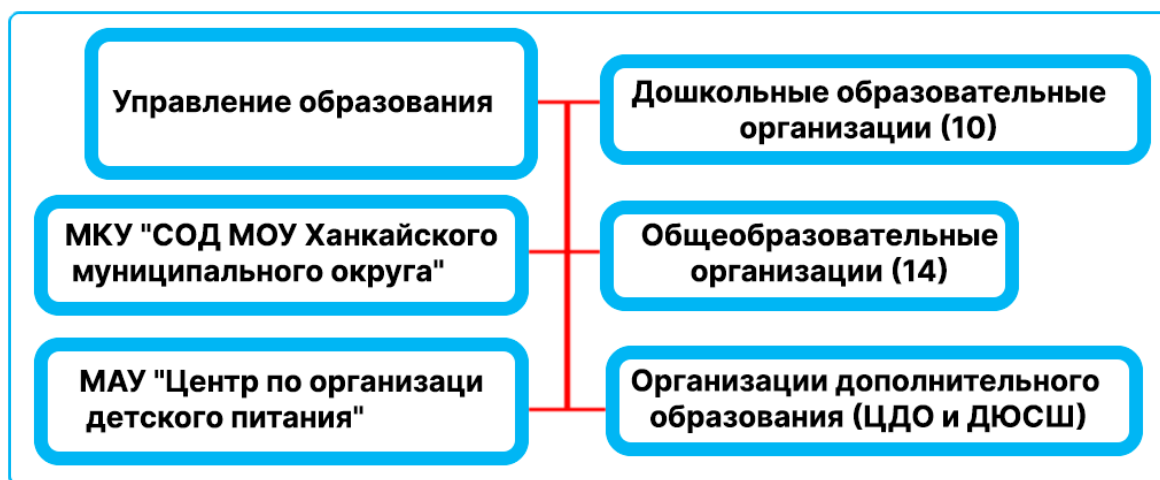 Управление образования
Дошкольные образовательные
организации (10)
МКУ "СОД МОУ Ханкайского
муниципального округа"
Общеобразовательные
организации (14)
МАУ "Центр по организаци
детского питания"
Организации дополнительного
образования (ЦДО и ДЮСШ)